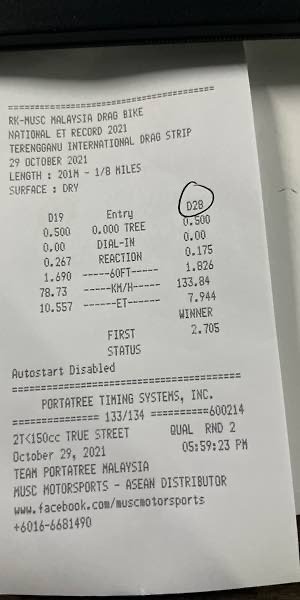 ========================================
RK-MUSC MALAYSIA DRAG BIKE
NATIONAL ET RECORD 2021
TERENGGANU INTERNATIONAL DRAG STRIP
29 OCTOBER 2021
LENGTH : 201M - 1/8 MILES
SURFACE : DRY
D19 Entry D28
0.500 0.000 TREE 0.500
0.00 DIAL-IN 0.00
0.267 REACTION 0.175
1.690 ------60FT----- 1.826
78.73 -----KM/H----- 133.84
10.557 ------ET------ 7.944
WINNER
FIRST 2.705
STATUS
Autostart Disabled
========================================
PORTATREE TIMING SYSTEMS, INC.
=============== 133/134 ==========600214
2T<150cc TRUE STREET QUAL RND 2
October 29, 2021 05:59:23 PM
TEAM PORTATREE MALAYSIA
MUSC MOTORSPORTS - ASEAN DISTRIBUTOR
www.facebook.com/muscmotorsports
+6016-6681490